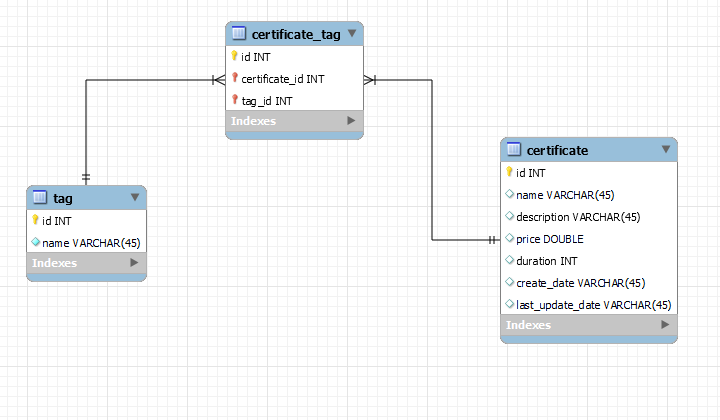 certificate_tag
id INT
certificate_id INT
tag_id INT
Indexes
tag
id INT
name VARCHAR(45)
Indexes
certificate
id INT
name VARCHAR(45)
description VARCHAR(45)
price DOUBLE
duration INT
create_date VARCHAR(45)
last_update_date VARCHAR(45)
Indexes